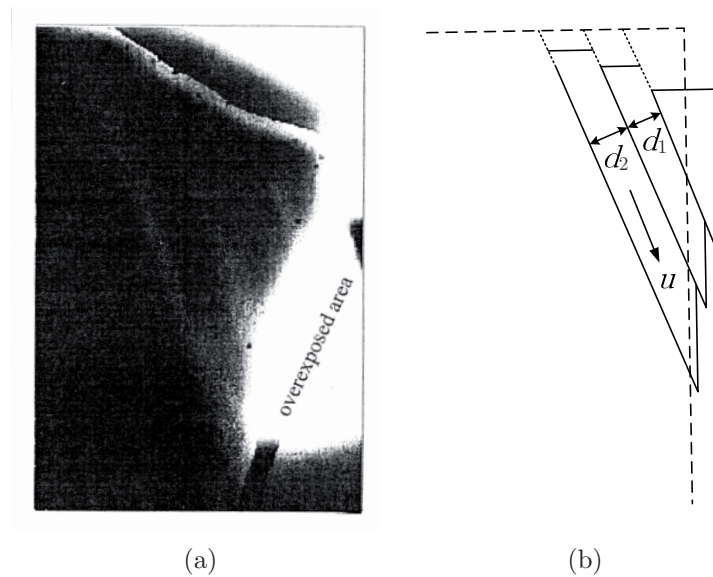 overexposed area
d₂
d₁
u
(a)
(b)